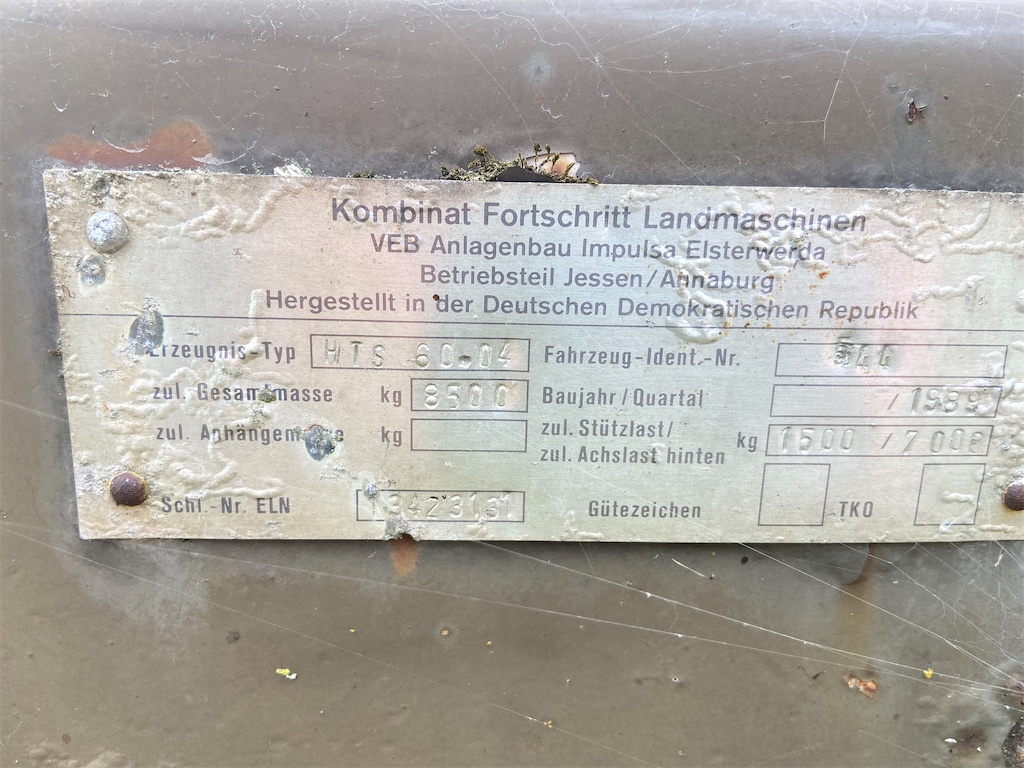 Kombinat Fortschritt Landmaschinen
VEB Anlagenbau Impulsa Elsterwerda
Betriebsteil Jessen/Annaburg
Hergestellt in der Deutschen Demokratischen Republik
Erzeugnis-Typ HTS 60.04 Fahrzeug-Ident.-Nr. 344
zul. Gesamtmasse kg 8500 Baujahr/Quartal / 1989
zul. Anhängemasse kg zul. Stützlast/ zul. Achslast hinten kg 1500 / 7000
Schl.-Nr. ELN 13423131 Gütezeichen TKO